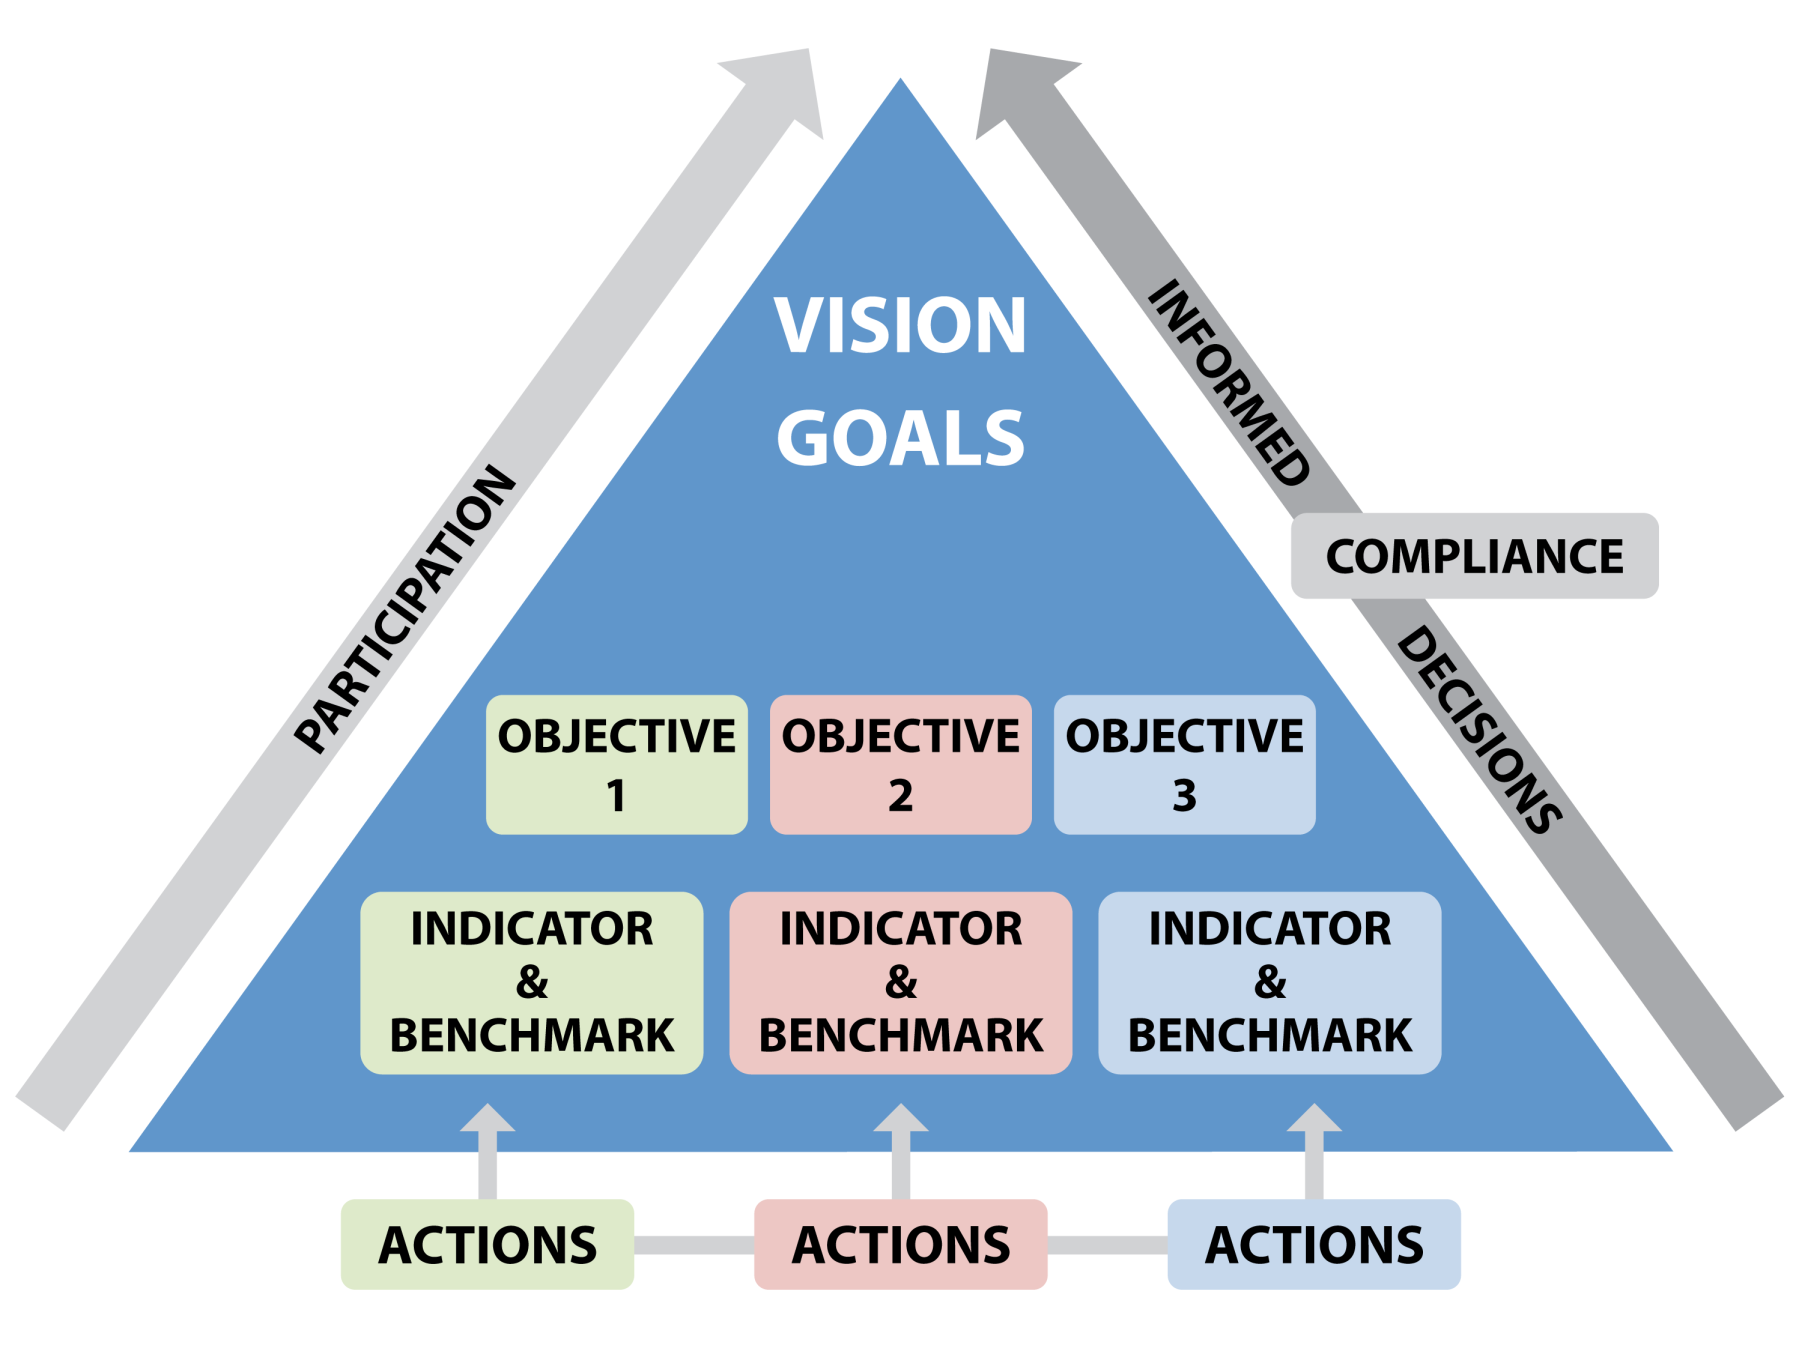 VISION
GOALS
PARTICIPATION
INFORMED
COMPLIANCE
DECISIONS
OBJECTIVE
1
OBJECTIVE
2
OBJECTIVE
3
INDICATOR
&
BENCHMARK
INDICATOR
&
BENCHMARK
INDICATOR
&
BENCHMARK
ACTIONS
ACTIONS
ACTIONS